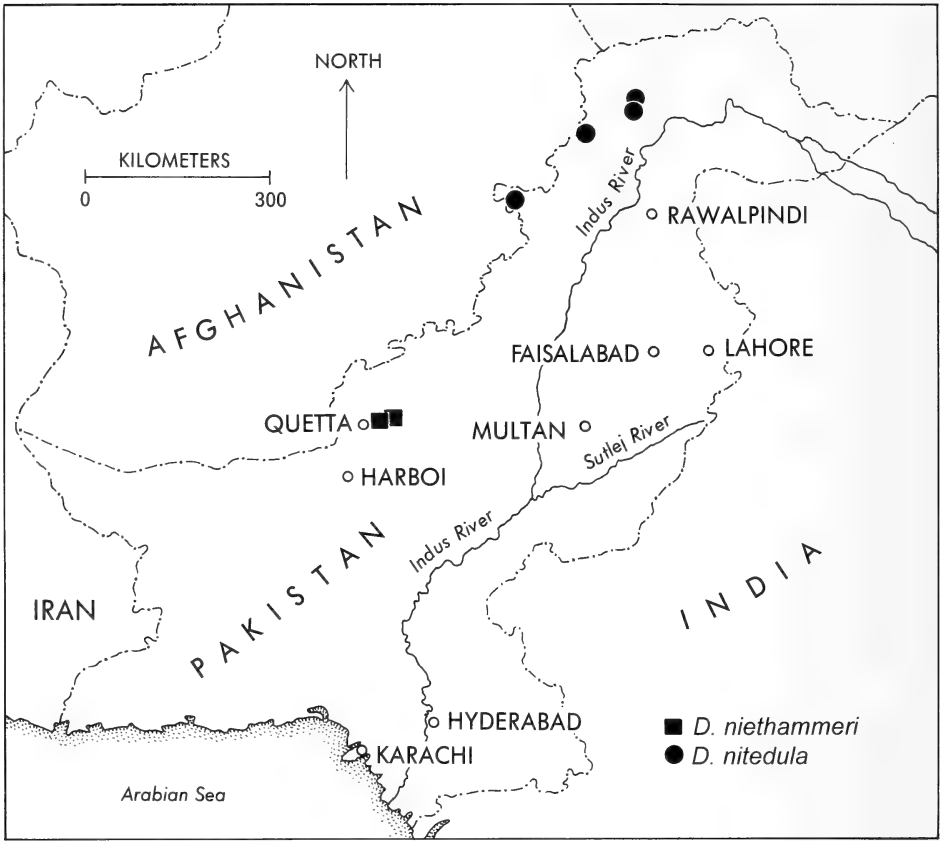 NORTH
KILOMETERS
0 300
Indus River
RAWALPINDI
AFGHANISTAN
FAISALABAD
LAHORE
QUETTA
MULTAN
Sutlej River
HARBOI
Indus River
PAKISTAN
INDIA
IRAN
HYDERABAD
KARACHI
D. niethammeri
D. nitedula
Arabian Sea